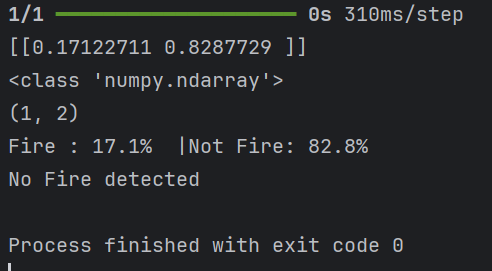 1/1 ━━━━━━━━━━━━━━━━━━━━ 0s 310ms/step
[[0.17122711 0.8287729 ]]
<class 'numpy.ndarray'>
(1, 2)
Fire : 17.1%  |Not Fire: 82.8%
No Fire detected
Process finished with exit code 0